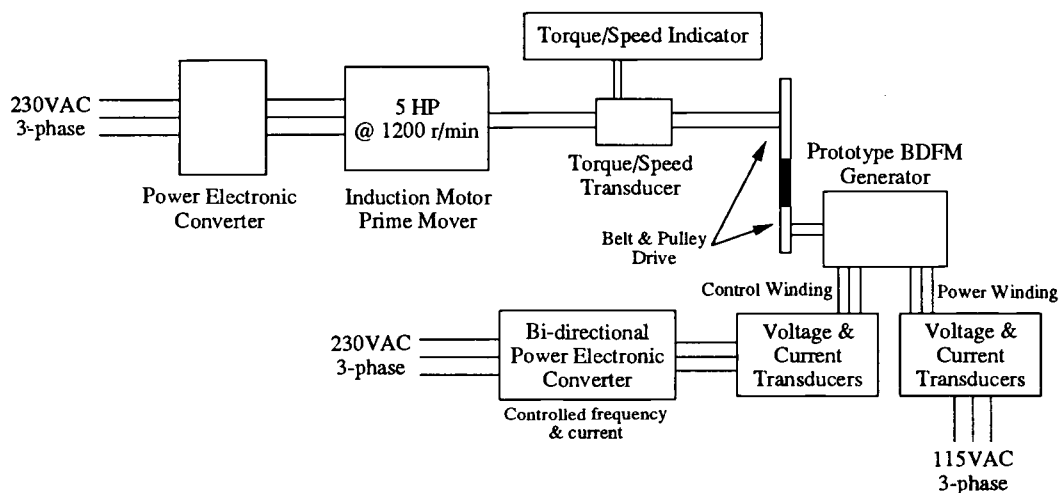 Torque/Speed Indicator
230VAC
3-phase
5 HP
@ 1200 r/min
Power Electronic
Converter
Induction Motor
Prime Mover
Torque/Speed
Transducer
Prototype BDFM
Generator
Belt & Pulley
Drive
Control Winding
Power Winding
230VAC
3-phase
Bi-directional
Power Electronic
Converter
Controlled frequency
& current
Voltage &
Current
Transducers
Voltage &
Current
Transducers
115VAC
3-phase